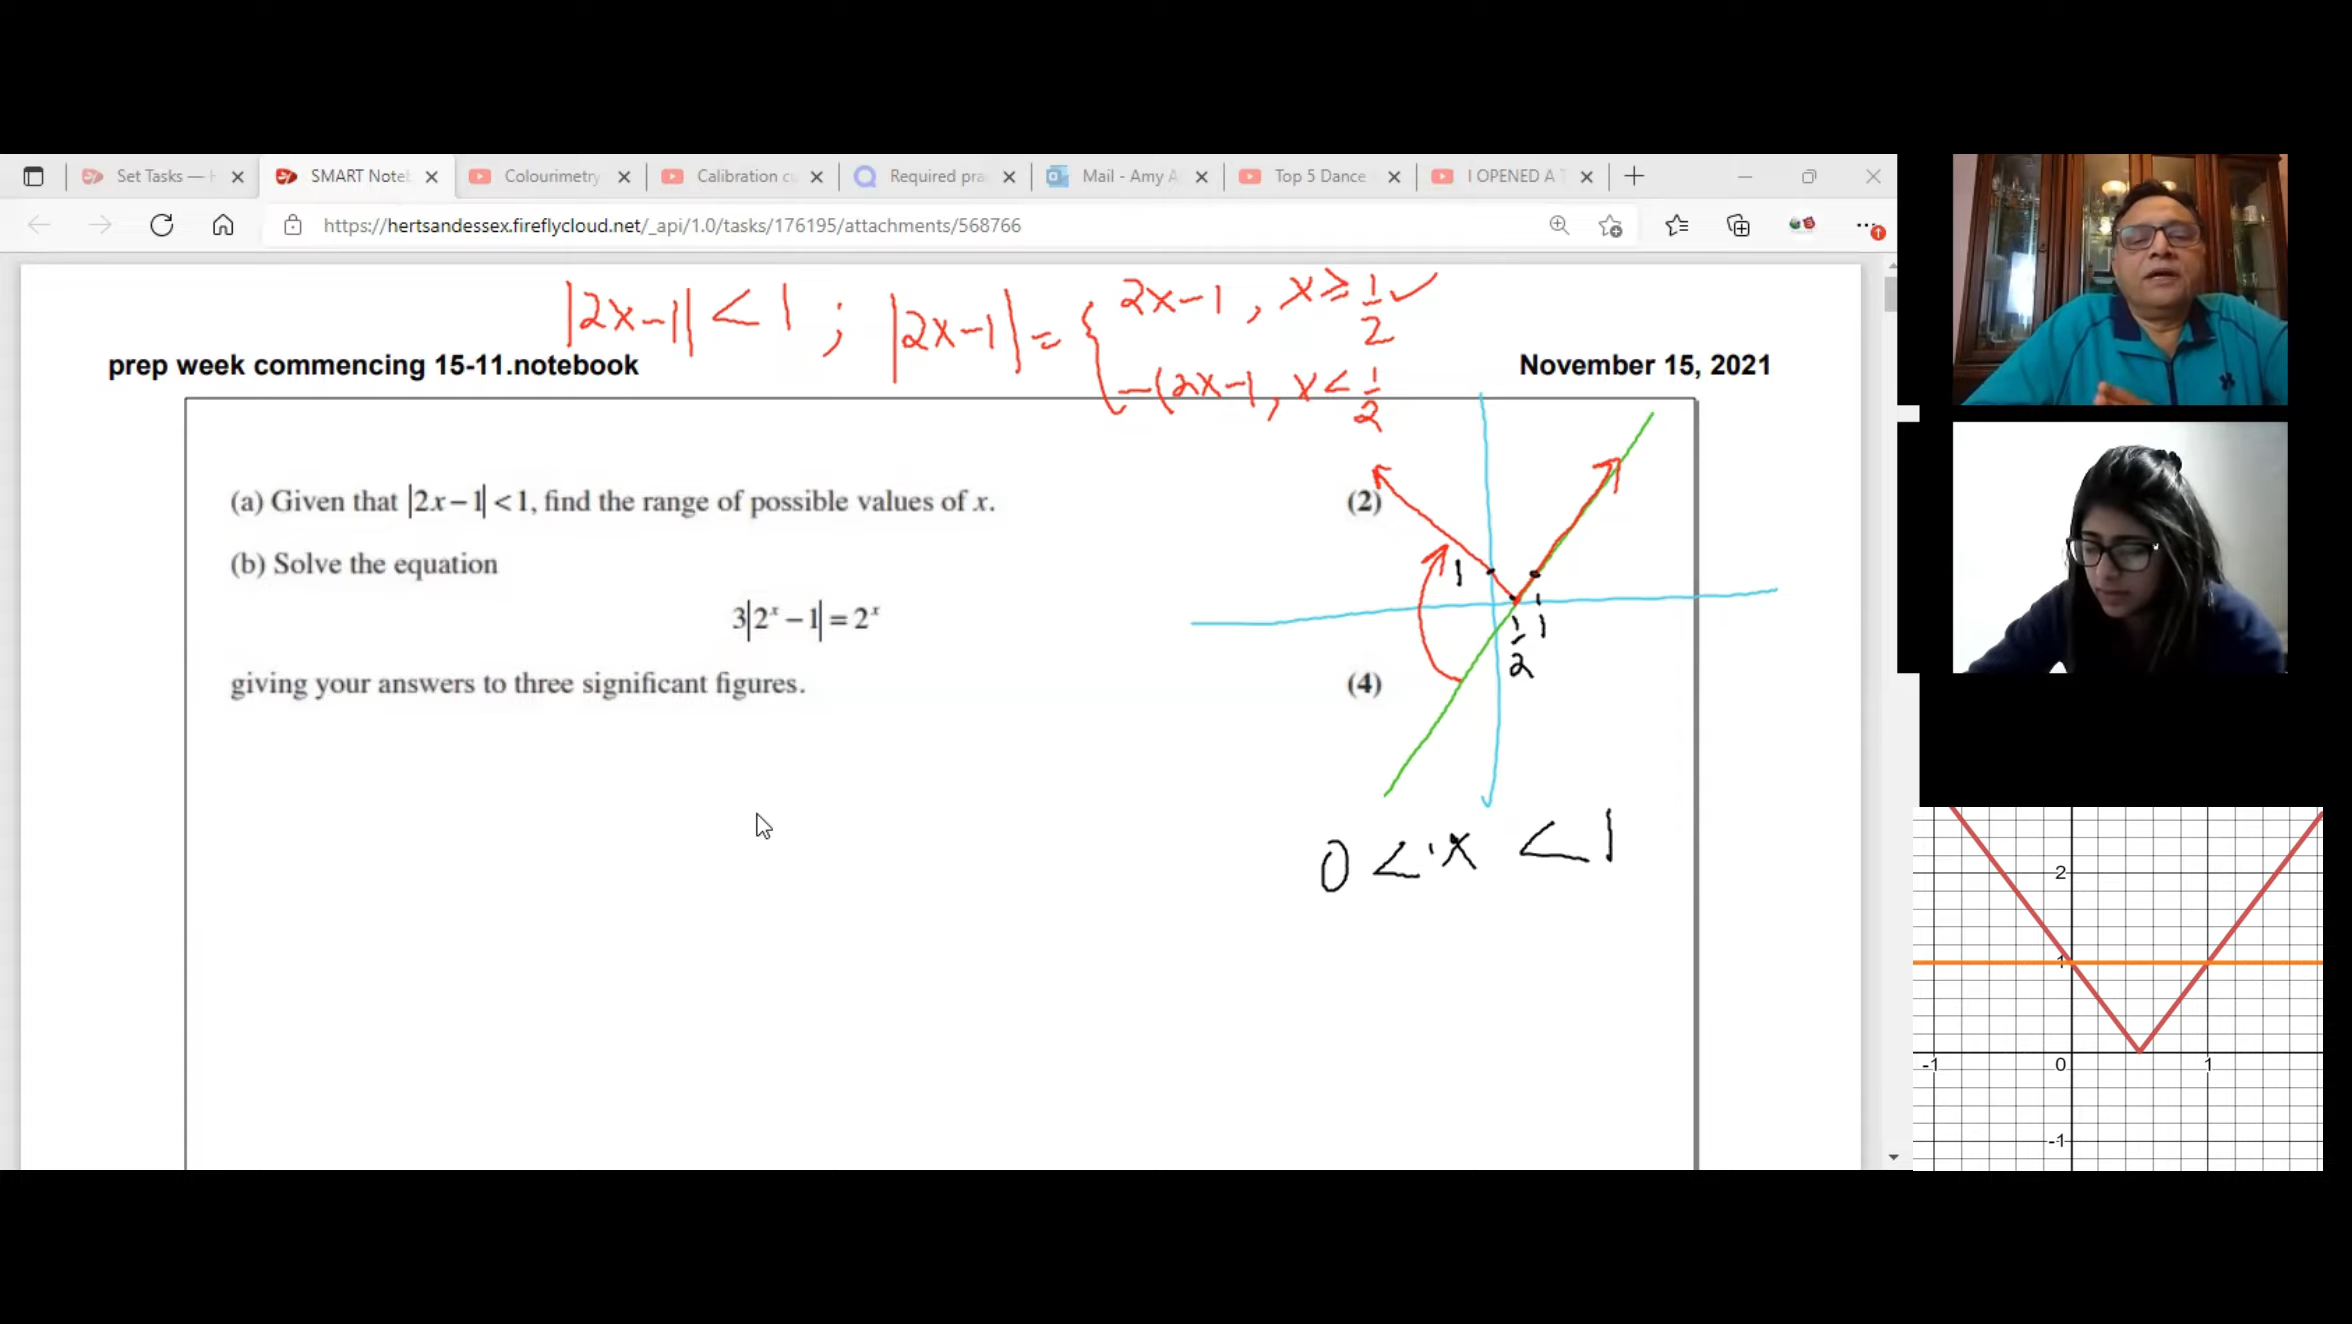 Set Tasks —
SMART Note
Colourimetry
Calibration c
Required pra
Mail - Amy A
Top 5 Dance
I OPENED A
https://hertsandessex.fireflycloud.net/_api/1.0/tasks/176195/attachments/568766
|2x-1| < 1 ; |2x-1| = { 2x-1 , x ≥ 1/2 ✓
-(2x-1, x < 1/2
prep week commencing 15-11.notebook
November 15, 2021
(a) Given that |2x – 1| < 1, find the range of possible values of x.
(2)
(b) Solve the equation
3|2ˣ – 1| = 2ˣ
giving your answers to three significant figures.
(4)
1
1/2
1
0 < x < 1
2
1
-1
0
1
-1